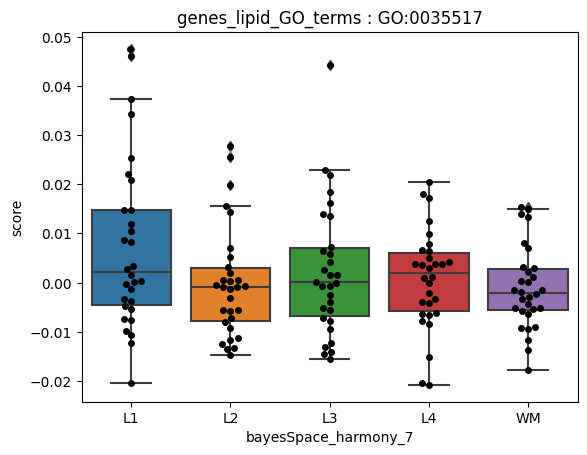 genes_lipid_GO_terms : GO:0035517
0.05
0.04
0.03
0.02
0.01
0.00
−0.01
−0.02
score
L1 L2 L3 L4 WM
bayesSpace_harmony_7